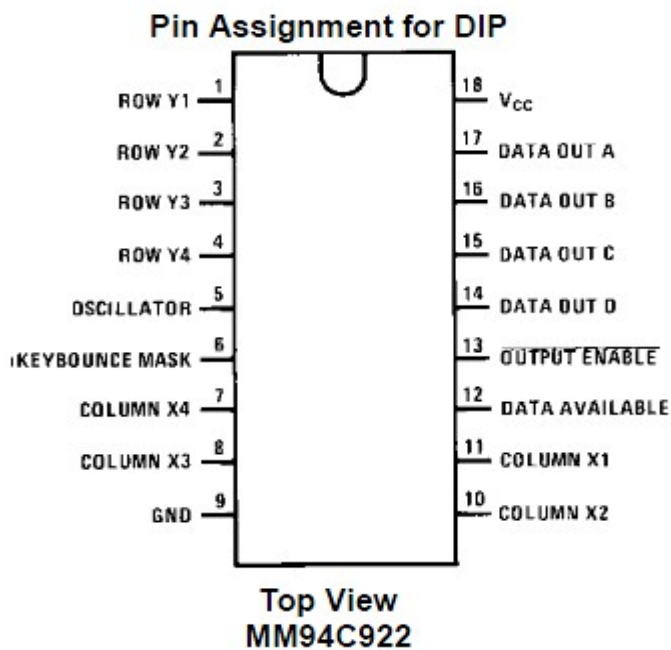 Pin Assignment for DIP
1
ROW Y1
2
ROW Y2
3
ROW Y3
4
ROW Y4
5
OSCILLATOR
6
KEYBOUNCE MASK
7
COLUMN X4
8
COLUMN X3
9
GND
18
VCC
17
DATA OUT A
16
DATA OUT B
15
DATA OUT C
14
DATA OUT D
13
OUTPUT ENABLE
12
DATA AVAILABLE
11
COLUMN X1
10
COLUMN X2
Top View
MM94C922